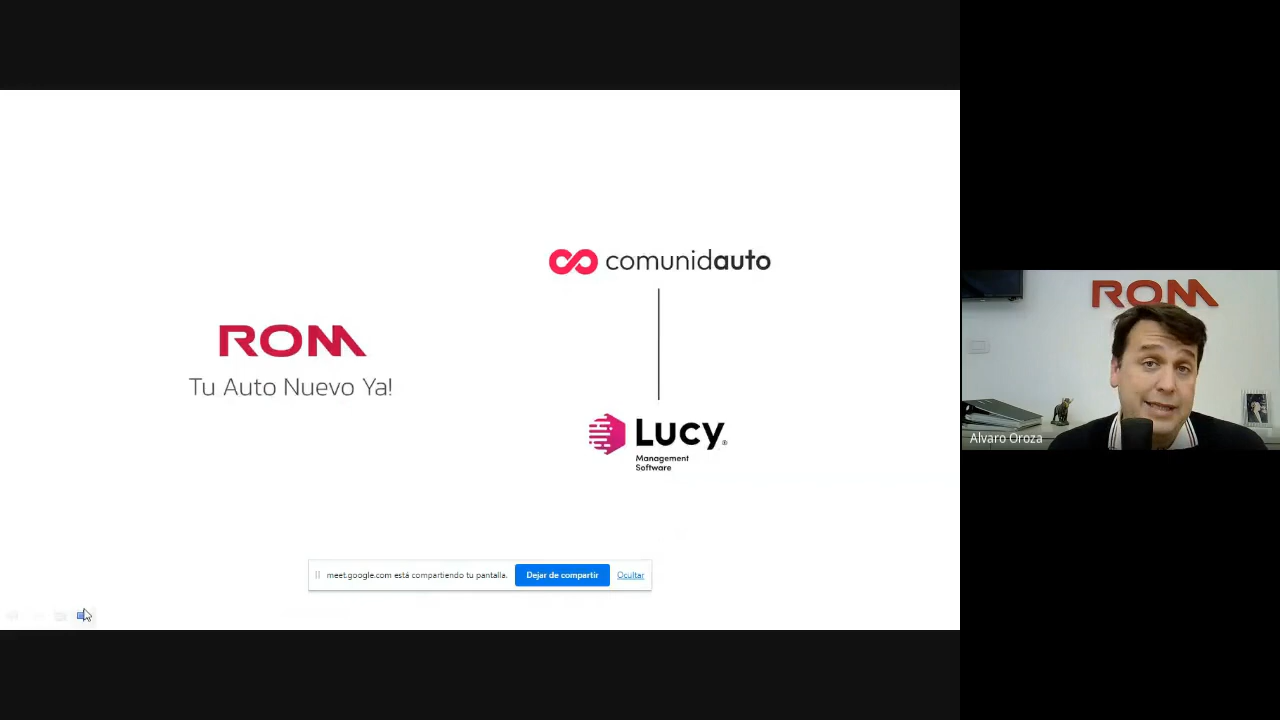 comunidauto
ROM
Tu Auto Nuevo Ya!
Lucy®
Management
Software
meet.google.com está compartiendo tu pantalla.
Dejar de compartir
Ocultar
ROM
Alvaro Oroza